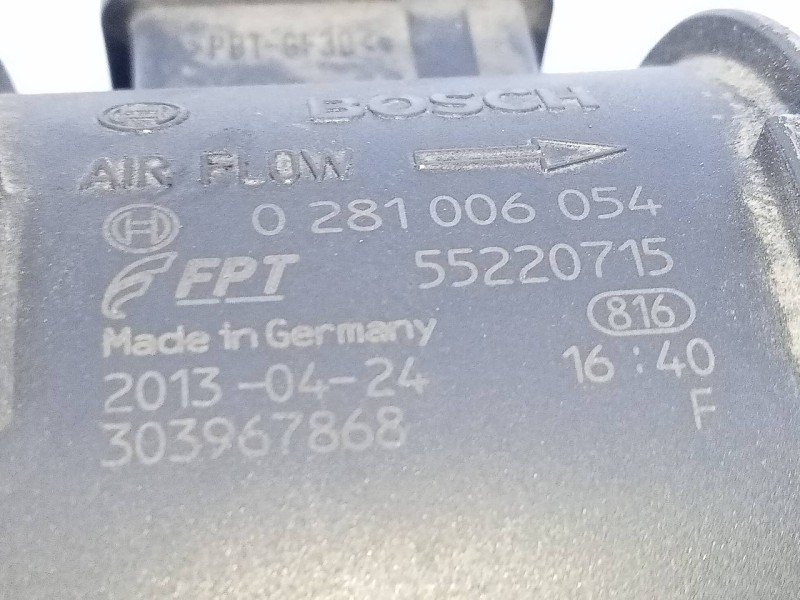 >PBT-GF30<
BOSCH
AIR FLOW
0 281 006 054
FPT 55220715
816
Made in Germany
2013-04-24 16:40
303967868 F